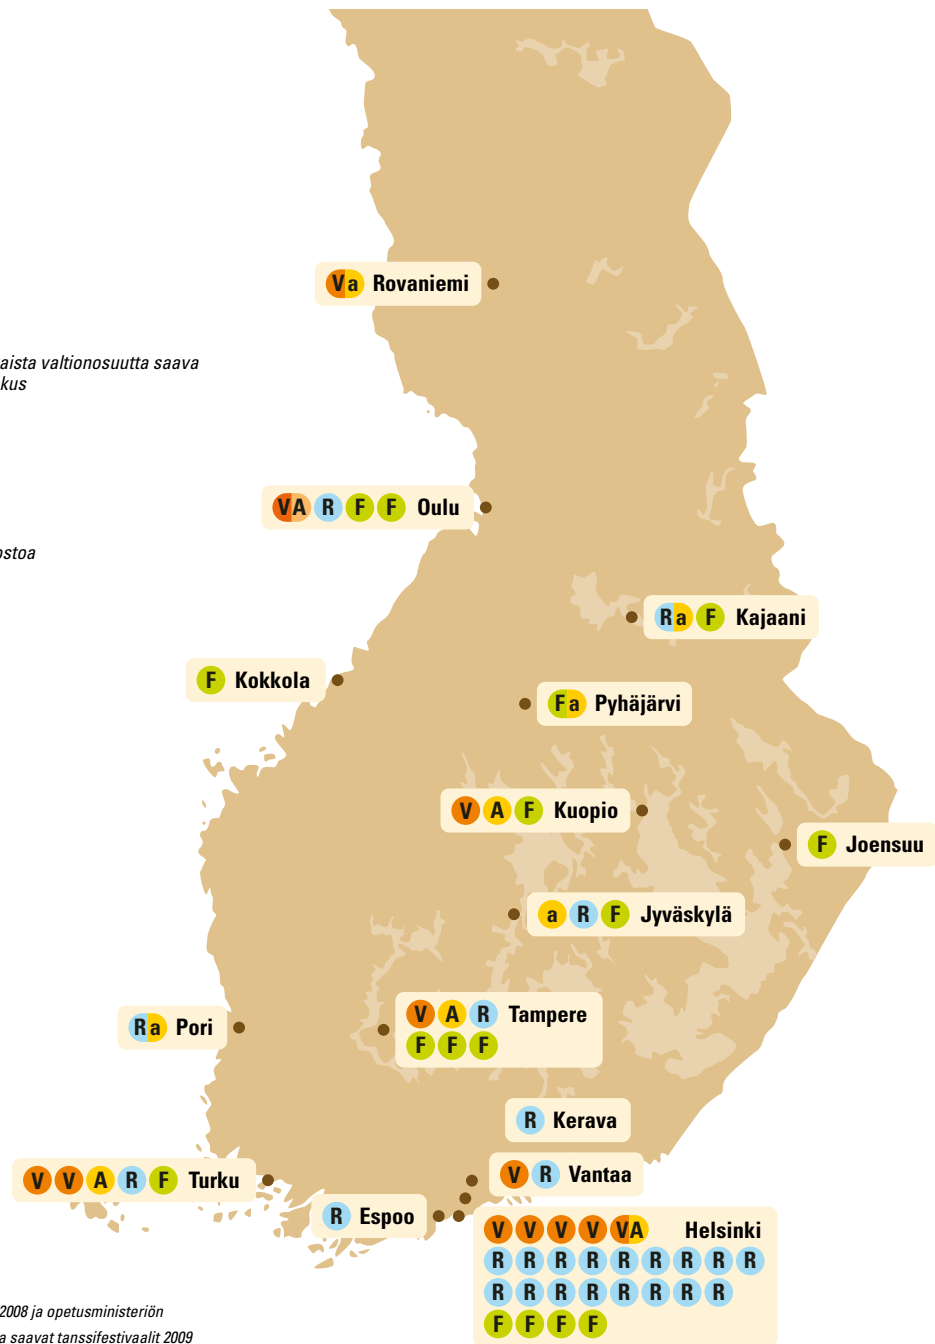 Va Rovaniemi
aista valtionosuutta saava
kus
VA R F F Oulu
ostoa
Ra F Kajaani
F Kokkola
Fa Pyhäjärvi
V A F Kuopio
F Joensuu
a R F Jyväskylä
Ra Pori
V A R Tampere
F F F
R Kerava
V V A R F Turku
V R Vantaa
R Espoo
V V V V VA Helsinki
R R R R R R R R R
R R R R R R R R
F F F F
2008 ja opetusministeriön
a saavat tanssifestivaalit 2009